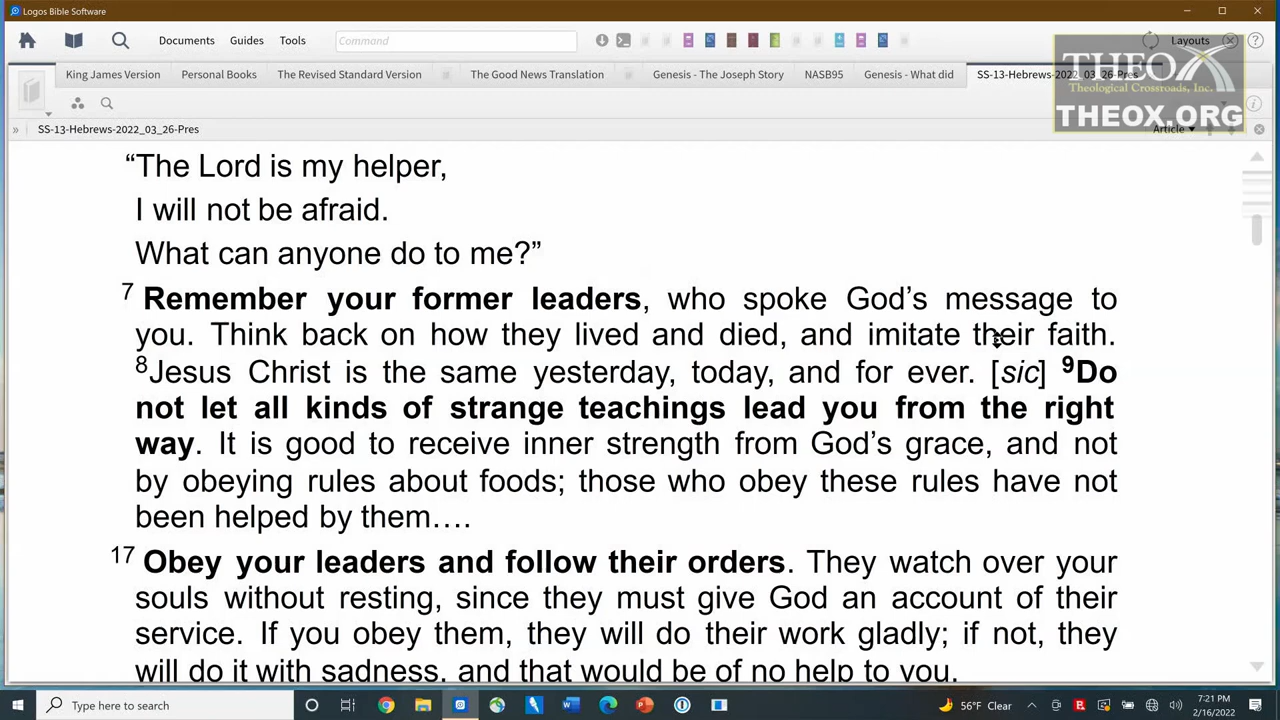 Logos Bible Software
Documents Guides Tools Command Layouts
King James Version Personal Books The Revised Standard Version The Good News Translation Genesis - The Joseph Story NASB95 Genesis - What did SS-13-Hebrews-2022_03_26-Pres
THEOX
Theological Crossroads, Inc.
THEOX.ORG
SS-13-Hebrews-2022_03_26-Pres Article
“The Lord is my helper,
I will not be afraid.
What can anyone do to me?”
7 Remember your former leaders, who spoke God’s message to
you. Think back on how they lived and died, and imitate their faith.
8Jesus Christ is the same yesterday, today, and for ever. [sic] 9Do
not let all kinds of strange teachings lead you from the right
way. It is good to receive inner strength from God’s grace, and not
by obeying rules about foods; those who obey these rules have not
been helped by them….
17 Obey your leaders and follow their orders. They watch over your
souls without resting, since they must give God an account of their
service. If you obey them, they will do their work gladly; if not, they
will do it with sadness, and that would be of no help to you.
Type here to search 56°F Clear 7:21 PM
2/16/2022